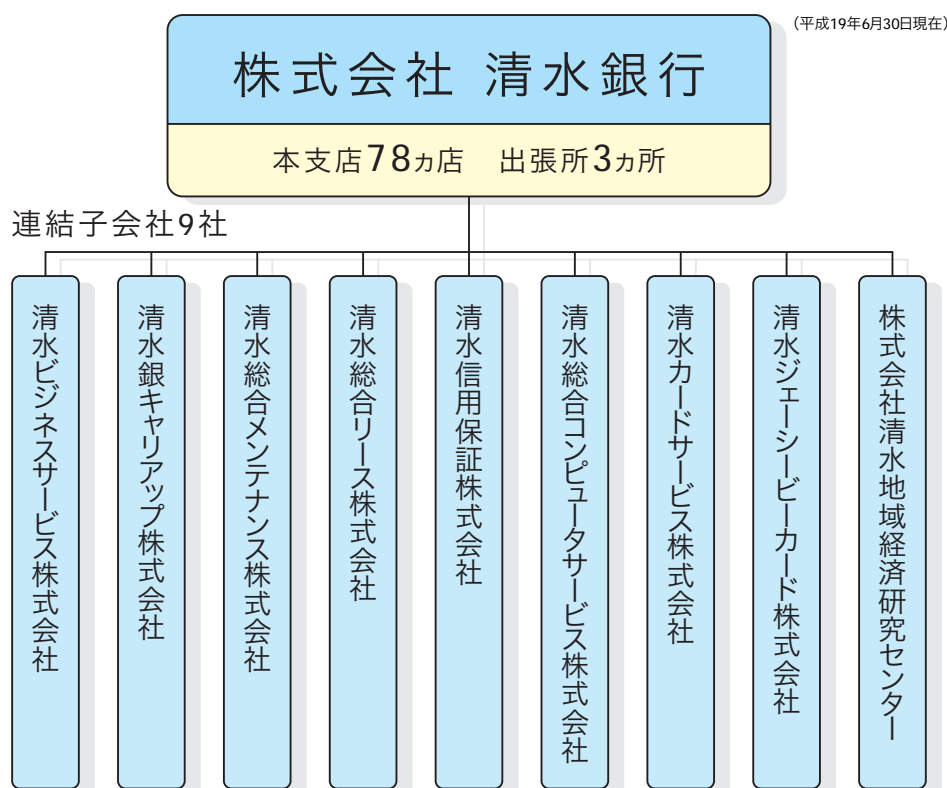 （平成19年6月30日現在）
株式会社 清水銀行
本支店78ヵ店　出張所3ヵ所
連結子会社9社
清水ビジネスサービス株式会社
清水銀キャリアップ株式会社
清水総合メンテナンス株式会社
清水総合リース株式会社
清水信用保証株式会社
清水総合コンピュータサービス株式会社
清水カードサービス株式会社
清水ジェーシービーカード株式会社
株式会社清水地域経済研究センター